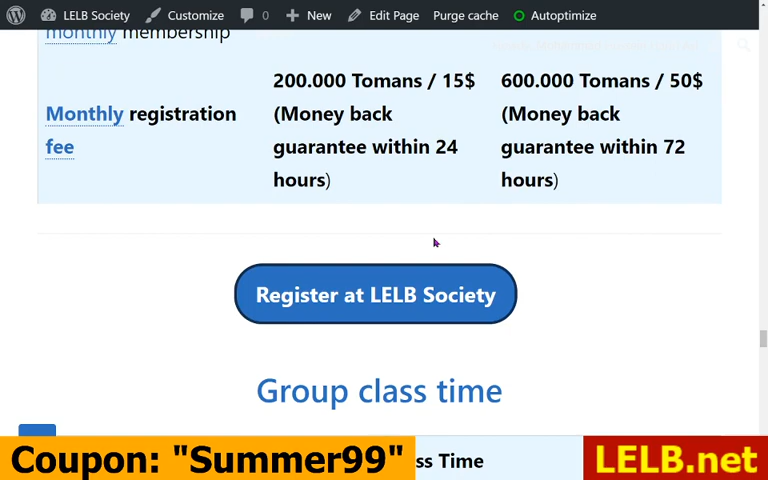 LELB Society Customize 0 New Edit Page Purge cache Autoptimize
monthly membership
200.000 Tomans / 15$ 600.000 Tomans / 50$
Monthly registration (Money back (Money back
fee guarantee within 24 guarantee within 72
hours) hours)
Register at LELB Society
Group class time
Coupon: "Summer99" ss Time LELB.net